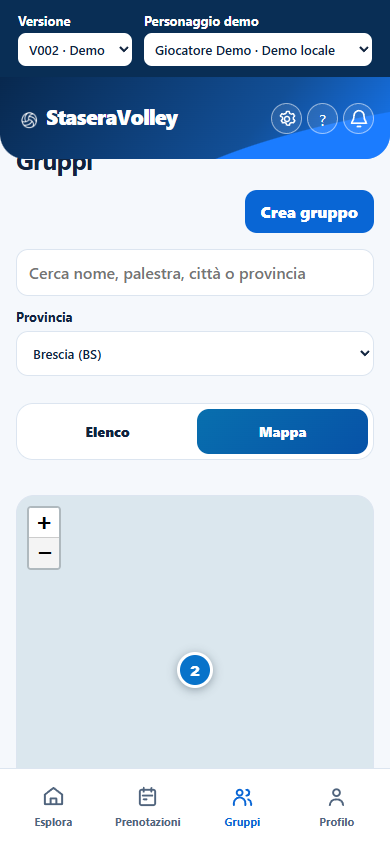 Versione
Personaggio demo
V002 · Demo
Giocatore Demo · Demo locale
StaseraVolley
?
Gruppi
Crea gruppo
Cerca nome, palestra, città o provincia
Provincia
Brescia (BS)
Elenco
Mappa
+
−
2
Esplora
Prenotazioni
Gruppi
Profilo